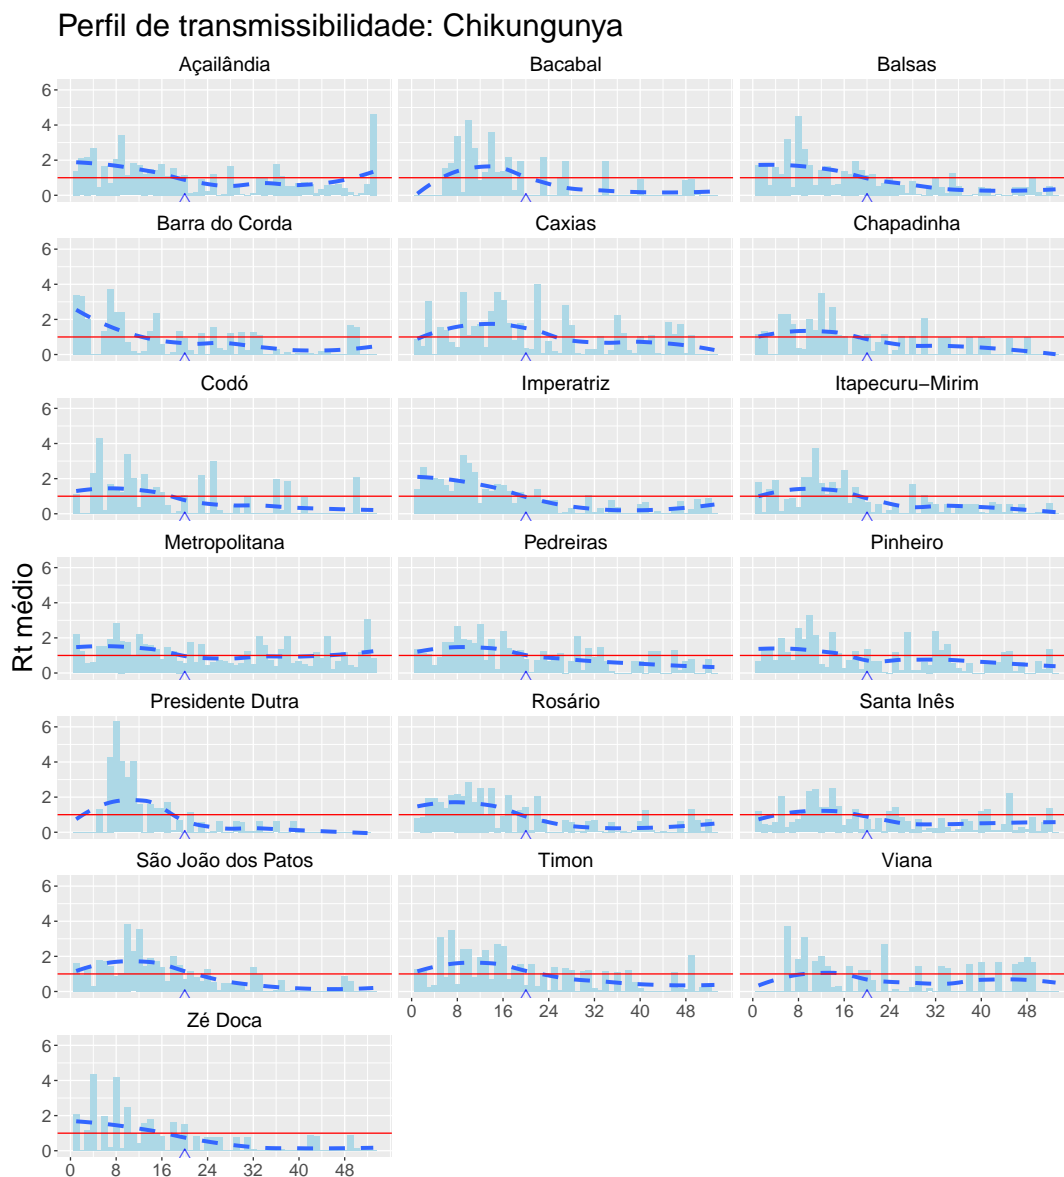 Perfil de transmissibilidade: Chikungunya
Açailândia Bacabal Balsas
6
4
2
0
Barra do Corda Caxias Chapadinha
6
4
2
0
Codó Imperatriz Itapecuru−Mirim
6
4
2
0
Metropolitana Pedreiras Pinheiro
6
4
2
0
Rt médio
Presidente Dutra Rosário Santa Inês
6
4
2
0
São João dos Patos Timon Viana
6
4
2
0
0 8 16 24 32 40 48 0 8 16 24 32 40 48
Zé Doca
6
4
2
0
0 8 16 24 32 40 48